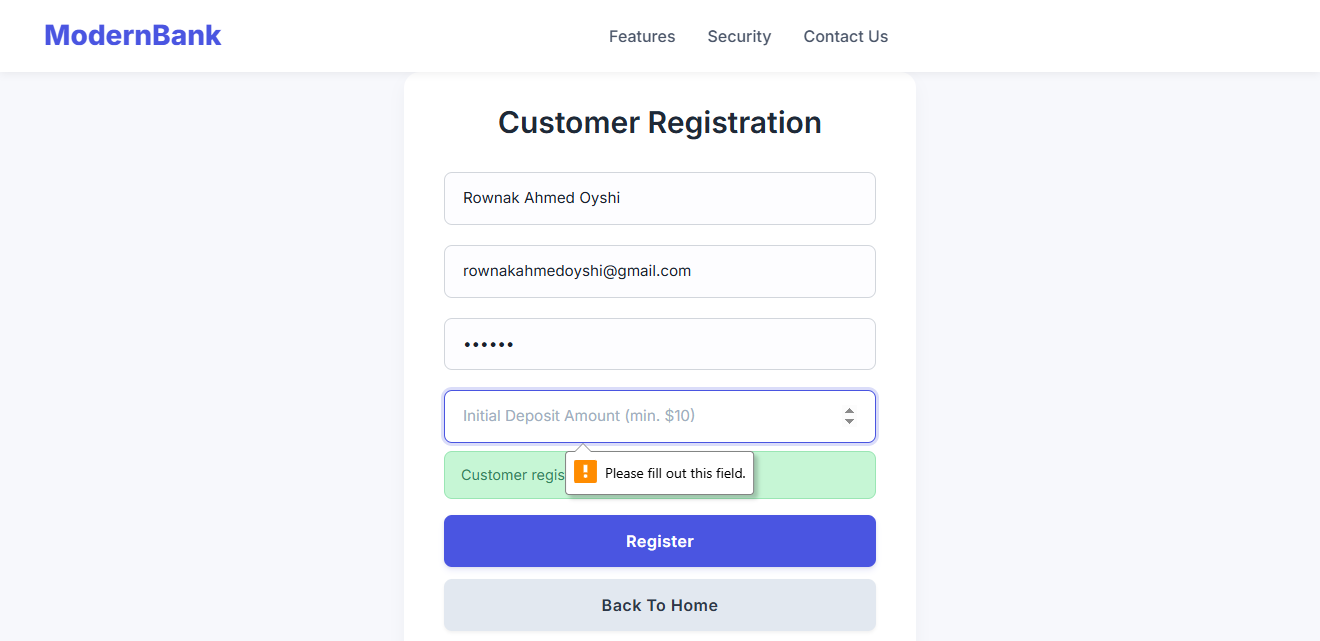 ModernBank
Features Security Contact Us
Customer Registration
Rownak Ahmed Oyshi
rownakahmedoyshi@gmail.com
••••••
Initial Deposit Amount (min. $10)
Customer regis
Please fill out this field.
Register
Back To Home